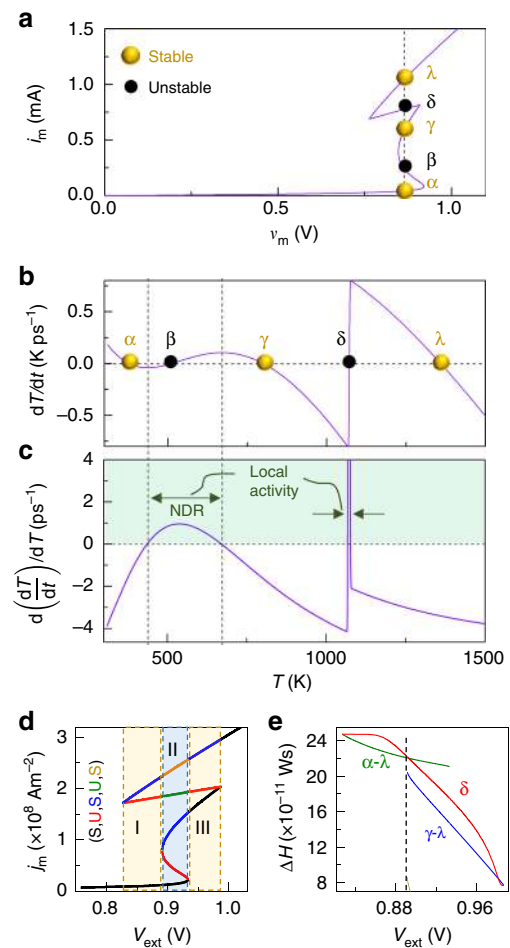 a
1.5
1.0
0.5
0.0
i_m (mA)
Stable
Unstable
λ
δ
γ
β
α
0.0 0.5 1.0
v_m (V)
b
0.5
0.0
−0.5
dT/dt (K ps⁻¹)
α β γ δ λ
c
4
2
0
−2
−4
d(dT/dt)/dT (ps⁻¹)
Local
activity
NDR
500 1000 1500
T (K)
d
3
2
1
0
j_m (×10⁸ Am⁻²)
(S,U,S,U,S)
II
I III
0.8 0.9 1.0
V_ext (V)
e
24
20
16
12
8
ΔH (×10⁻¹¹ Ws)
α-λ
δ
γ-λ
0.88 0.96
V_ext (V)